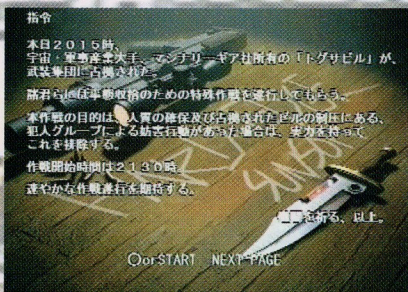 指令
本日2015時、
宇宙・軍事産業大手、マンナリーギア社所有の「トグサビル」が、
武装集団に占拠された。
諸君らには事態収拾のための特殊作戦を遂行してもらう。
本作戦の目的は、人質の確保及び占拠されたビルの制圧にある、
犯人グループによる妨害行動があった場合は、実力を持って
これを排除する。
作戦開始時間は2130時。
速やかな作戦遂行を期待する。
を祈る、以上。
○orSTART NEXT PAGE